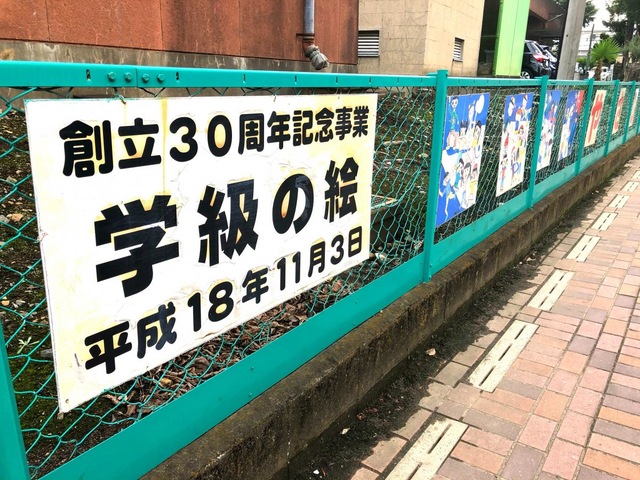 創立30周年記念事業
学級の絵
平成18年11月3日